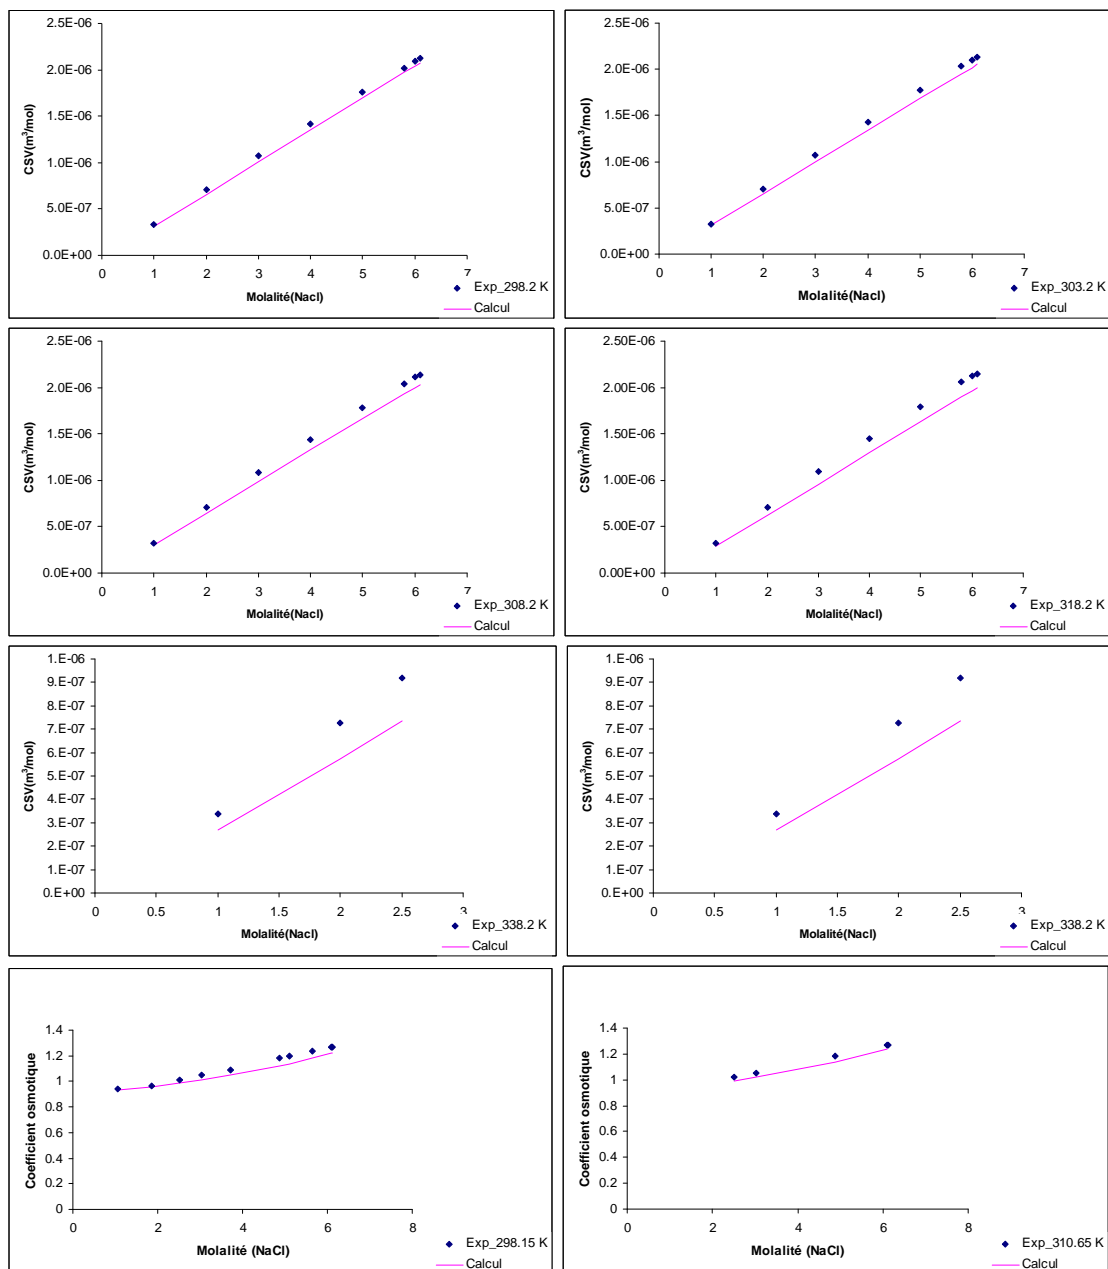 2.5E-06
2.0E-06
1.5E-06
1.0E-06
5.0E-07
0.0E+00
CSV(m³/mol)
0 1 2 3 4 5 6 7
Molalité(Nacl)
Exp_298.2 K
Calcul
2.5E-06
2.0E-06
1.5E-06
1.0E-06
5.0E-07
0.0E+00
CSV(m³/mol)
0 1 2 3 4 5 6 7
Molalité(Nacl)
Exp_303.2 K
Calcul
2.5E-06
2.0E-06
1.5E-06
1.0E-06
5.0E-07
0.0E+00
CSV(m³/mol)
0 1 2 3 4 5 6 7
Molalité(Nacl)
Exp_308.2 K
Calcul
2.50E-06
2.00E-06
1.50E-06
1.00E-06
5.00E-07
0.00E+00
CSV(m³/mol)
0 1 2 3 4 5 6 7
Molalité(Nacl)
Exp_318.2 K
Calcul
1.E-06
9.E-07
8.E-07
7.E-07
6.E-07
5.E-07
4.E-07
3.E-07
2.E-07
1.E-07
0.E+00
CSV(m³/mol)
0 0.5 1 1.5 2 2.5 3
Molalité(Nacl)
Exp_338.2 K
Calcul
1.E-06
9.E-07
8.E-07
7.E-07
6.E-07
5.E-07
4.E-07
3.E-07
2.E-07
1.E-07
0.E+00
CSV(m³/mol)
0 0.5 1 1.5 2 2.5 3
Molalité(Nacl)
Exp_338.2 K
Calcul
1.4
1.2
1
0.8
0.6
0.4
0.2
0
Coefficient osmotique
0 2 4 6 8
Molalité (NaCl)
Exp_298.15 K
Calcul
1.4
1.2
1
0.8
0.6
0.4
0.2
0
Coefficient osmotique
0 2 4 6 8
Molalité (NaCl)
Exp_310.65 K
Calcul